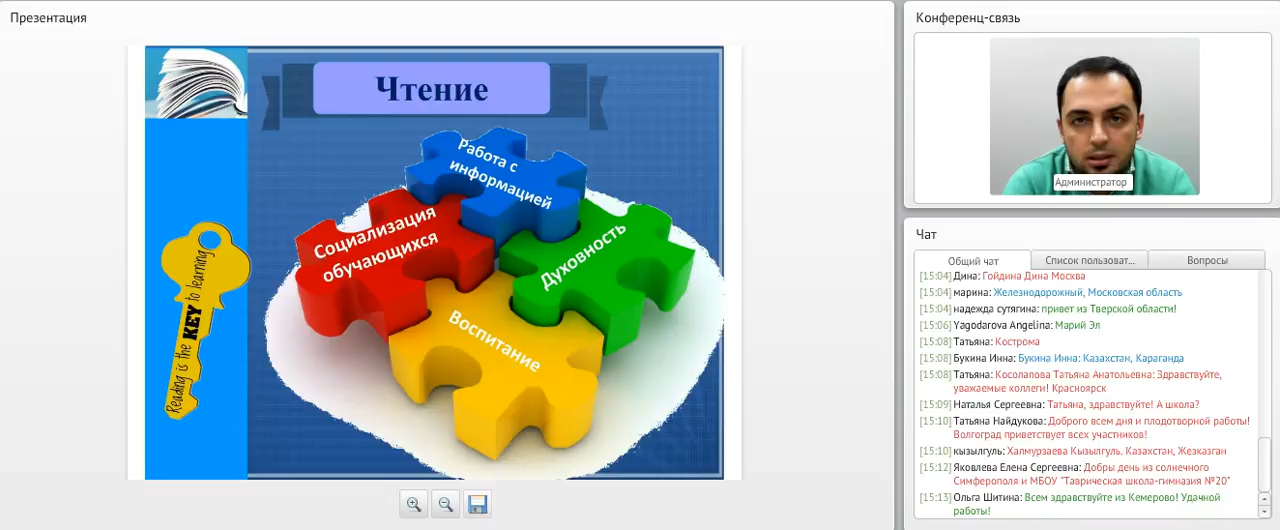 Презентация
Чтение
Работа с
информацией
Социализация
обучающихся
Духовность
Воспитание
Reading is the KEY to learning
Конференц-связь
Администратор
Чат
Общий чат
Список пользоват...
Вопросы
[15:04] Дина: Гойдина Дина Москва
[15:04] марина: Железнодорожный, Московская область
[15:04] надежда сутягина: привет из Тверской области!
[15:06] Yagodarova Angelina: Марий Эл
[15:08] Татьяна: Кострома
[15:08] Букина Инна: Букина Инна: Казахстан, Караганда
[15:08] Татьяна: Косолапова Татьяна Анатольевна: Здравствуйте,
уважаемые коллеги! Красноярск
[15:09] Наталья Сергеевна: Татьяна, здравствуйте! А школа?
[15:10] Татьяна Найдукова: Доброго всем дня и плодотворной работы!
Волгоград приветствует всех участников!
[15:10] кызылгуль: Халмурзаева Кызылгуль. Казахстан, Жезказган
[15:12] Яковлева Елена Сергеевна: Добры день из солнечного
Симферополя и МБОУ "Таврическая школа-гимназия №20"
[15:13] Ольга Шитина: Всем здравствуйте из Кемерово! Удачной
работы!